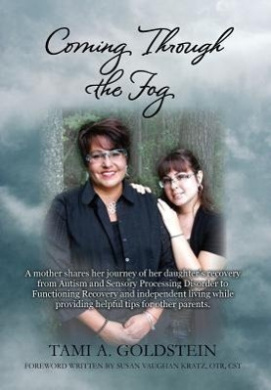 Coming Through
the Fog
A mother shares her journey of her daughter's recovery
from Autism and Sensory Processing Disorder to
Functioning Recovery and independent living while
providing helpful tips for other parents.
TAMI A. GOLDSTEIN
FOREWORD WRITTEN BY SUSAN VAUGHAN KRATZ, OTR, CST